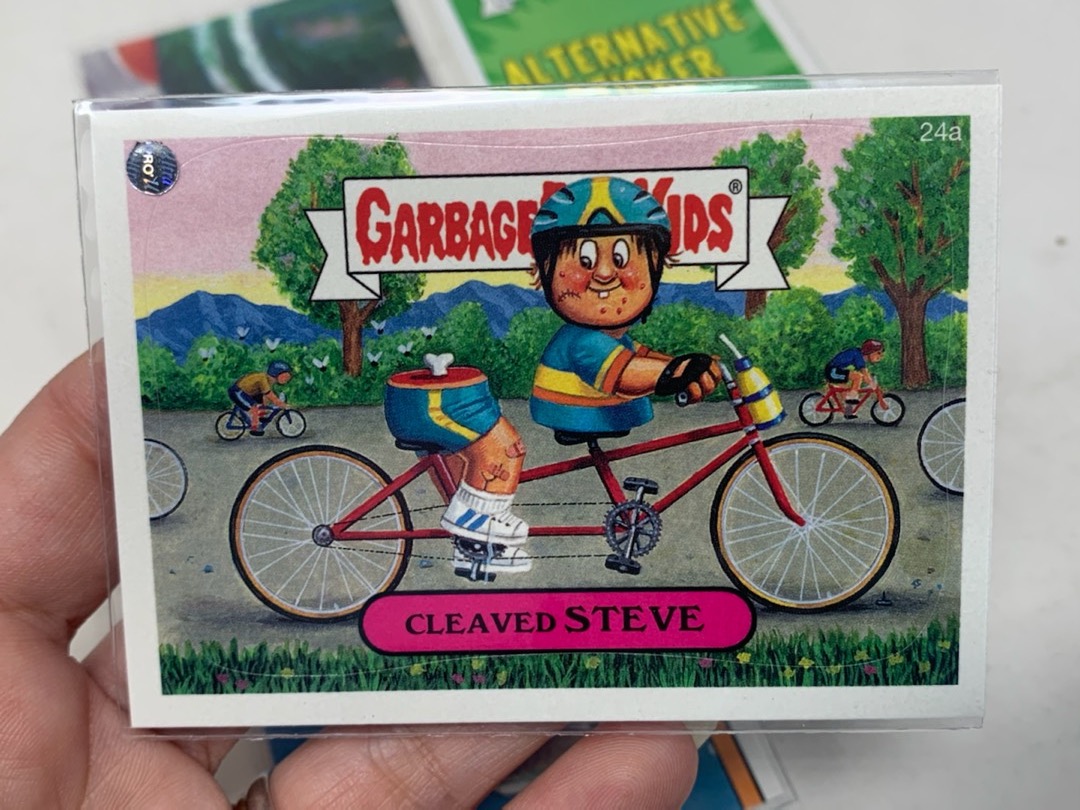 ALTERNATIVE
24a
GARBAGE KIDS®
CLEAVED STEVE